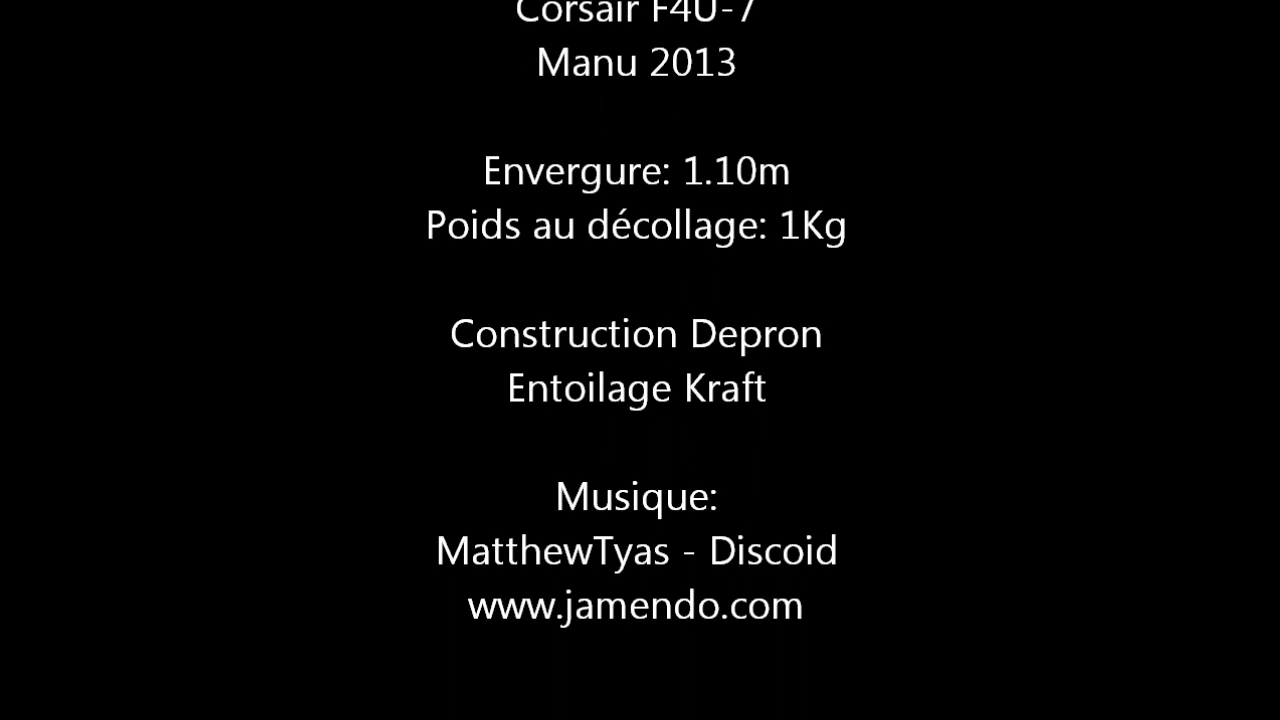 Corsair F4U-7
Manu 2013
Envergure: 1.10m
Poids au décollage: 1Kg
Construction Depron
Entoilage Kraft
Musique:
MatthewTyas - Discoid
www.jamendo.com